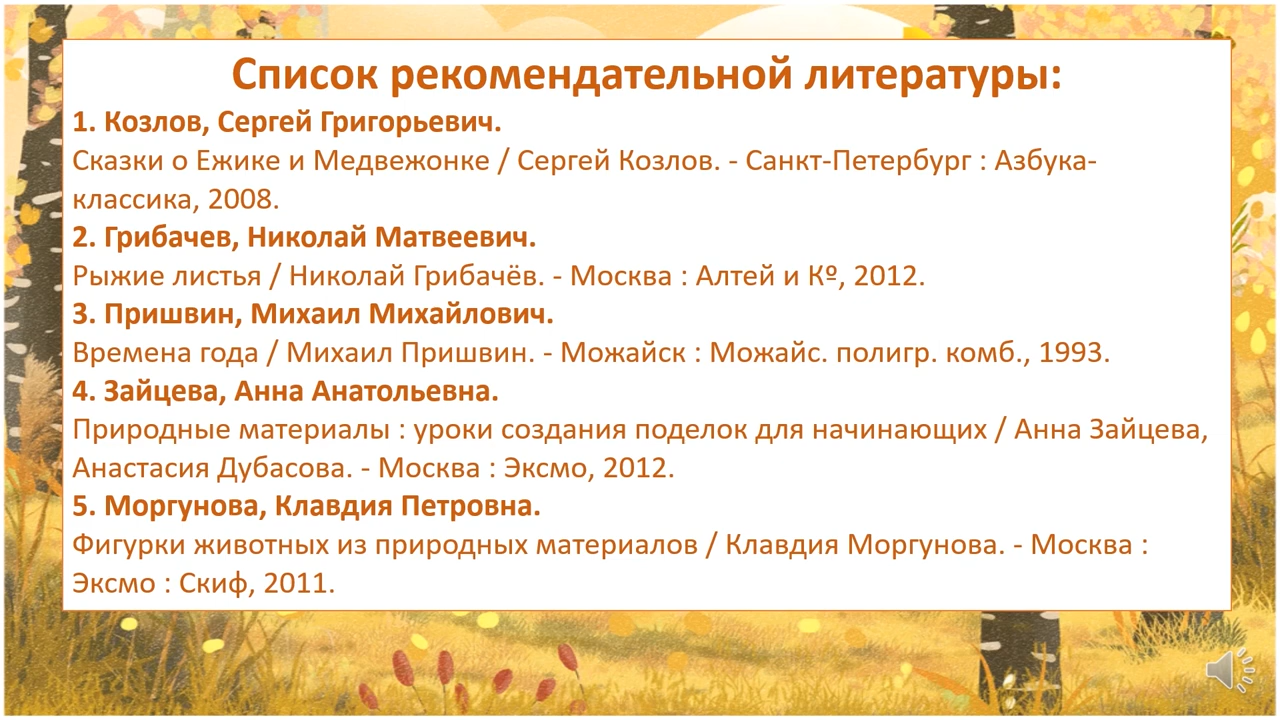 Список рекомендательной литературы:
1. Козлов, Сергей Григорьевич.
Сказки о Ежике и Медвежонке / Сергей Козлов. - Санкт-Петербург : Азбука-
классика, 2008.
2. Грибачев, Николай Матвеевич.
Рыжие листья / Николай Грибачёв. - Москва : Алтей и Кº, 2012.
3. Пришвин, Михаил Михайлович.
Времена года / Михаил Пришвин. - Можайск : Можайс. полигр. комб., 1993.
4. Зайцева, Анна Анатольевна.
Природные материалы : уроки создания поделок для начинающих / Анна Зайцева,
Анастасия Дубасова. - Москва : Эксмо, 2012.
5. Моргунова, Клавдия Петровна.
Фигурки животных из природных материалов / Клавдия Моргунова. - Москва :
Эксмо : Скиф, 2011.